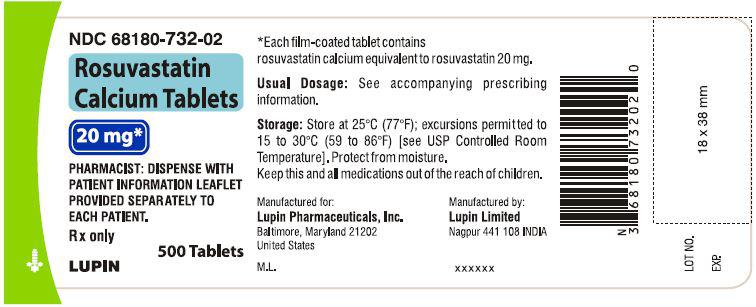 NDC 68180-732-02
Rosuvastatin
Calcium Tablets
20 mg*
PHARMACIST: DISPENSE WITH
PATIENT INFORMATION LEAFLET
PROVIDED SEPARATELY TO
EACH PATIENT.
Rx only
500 Tablets
LUPIN
*Each film-coated tablet contains
rosuvastatin calcium equivalent to rosuvastatin 20 mg.
Usual Dosage: See accompanying prescribing
information.
Storage: Store at 25°C (77°F); excursions permitted to
15 to 30°C (59 to 86°F) [see USP Controlled Room
Temperature]. Protect from moisture.
Keep this and all medications out of the reach of children.
Manufactured for:
Lupin Pharmaceuticals, Inc.
Baltimore, Maryland 21202
United States
Manufactured by:
Lupin Limited
Nagpur 441 108 INDIA
M.L.
xxxxxx
N 3 68180 73202 0
18 x 38 mm
LOT NO.
EXP.